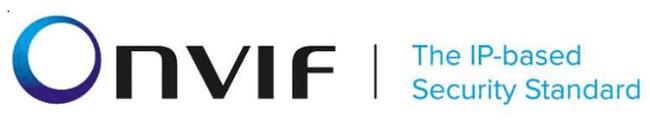 ONVIF
The IP-based
Security Standard